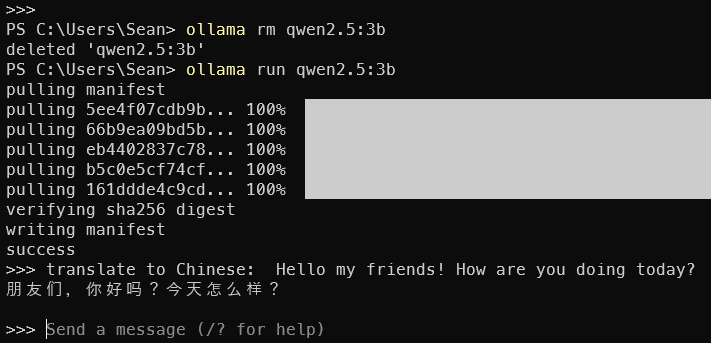 >>>
PS C:\Users\Sean> ollama rm qwen2.5:3b
deleted 'qwen2.5:3b'
PS C:\Users\Sean> ollama run qwen2.5:3b
pulling manifest
pulling 5ee4f07cdb9b... 100%
pulling 66b9ea09bd5b... 100%
pulling eb4402837c78... 100%
pulling b5c0e5cf74cf... 100%
pulling 161ddde4c9cd... 100%
verifying sha256 digest
writing manifest
success
>>> translate to Chinese:  Hello my friends! How are you doing today?
朋友们，你好吗？今天怎么样？
>>> Send a message (/? for help)